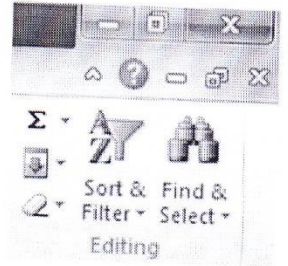 Σ
A
Z
Sort & Find &
Filter Select
Editing